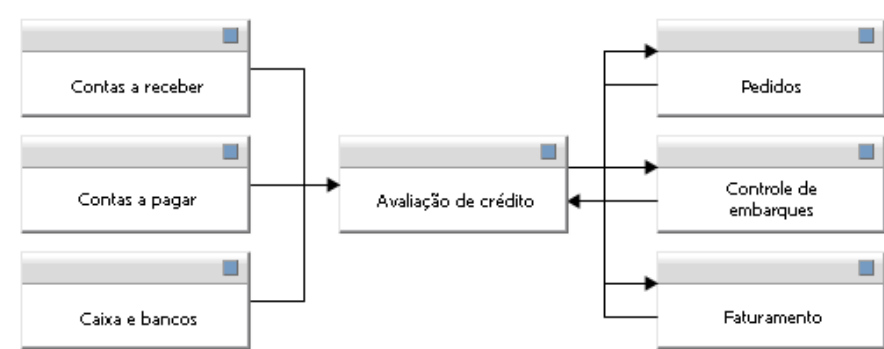 Contas a receber
Pedidos
Contas a pagar
Avaliação de crédito
Controle de
embarques
Caixa e bancos
Faturamento